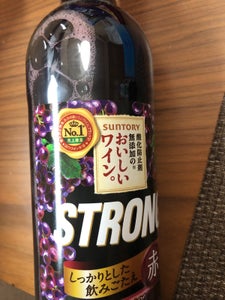 No.1
SUNTORY
酸化防止剤
無添加の。
おいしい
ワイン。
STRONG
赤
しっかりとした
飲みごたえ